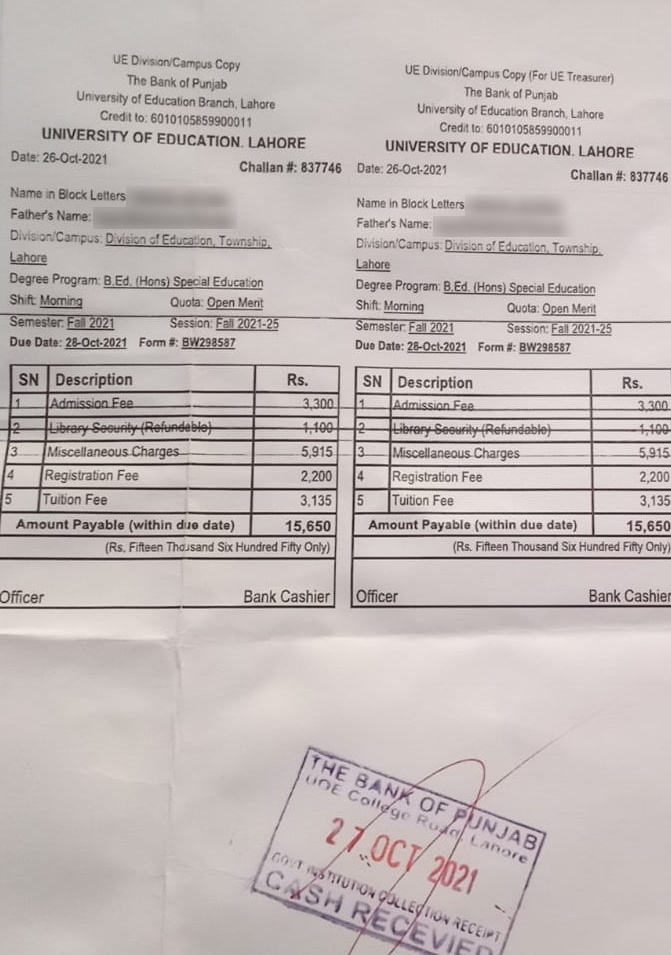 UE Division/Campus Copy
The Bank of Punjab
University of Education Branch, Lahore
Credit to: 6010105859900011
UNIVERSITY OF EDUCATION. LAHORE
Date: 26-Oct-2021 Challan #: 837746
Name in Block Letters
Father's Name:
Division/Campus: Division of Education, Township,
Lahore
Degree Program: B.Ed. (Hons) Special Education
Shift: Morning Quota: Open Merit
Semester: Fall 2021 Session: Fall 2021-25
Due Date: 28-Oct-2021 Form #: BW298587
SN Description Rs.
1 Admission Fee 3,300
2 Library Security (Refundable) 1,100
3 Miscellaneous Charges 5,915
4 Registration Fee 2,200
5 Tuition Fee 3,135
Amount Payable (within due date) 15,650
(Rs. Fifteen Thousand Six Hundred Fifty Only)
Officer Bank Cashier
UE Division/Campus Copy (For UE Treasurer)
The Bank of Punjab
University of Education Branch, Lahore
Credit to: 6010105859900011
UNIVERSITY OF EDUCATION. LAHORE
Date: 26-Oct-2021 Challan #: 837746
Name in Block Letters
Father's Name:
Division/Campus: Division of Education, Township,
Lahore
Degree Program: B.Ed. (Hons) Special Education
Shift: Morning Quota: Open Merit
Semester: Fall 2021 Session: Fall 2021-25
Due Date: 28-Oct-2021 Form #: BW298587
SN Description Rs.
1 Admission Fee 3,300
2 Library Security (Refundable) 1,100
3 Miscellaneous Charges 5,915
4 Registration Fee 2,200
5 Tuition Fee 3,135
Amount Payable (within due date) 15,650
(Rs. Fifteen Thousand Six Hundred Fifty Only)
Officer Bank Cashier
THE BANK OF PUNJAB
UOE College Road, Lahore
27 OCT 2021
GOVT INSTITUTION COLLECTION RECEIPT
CASH RECEVIED